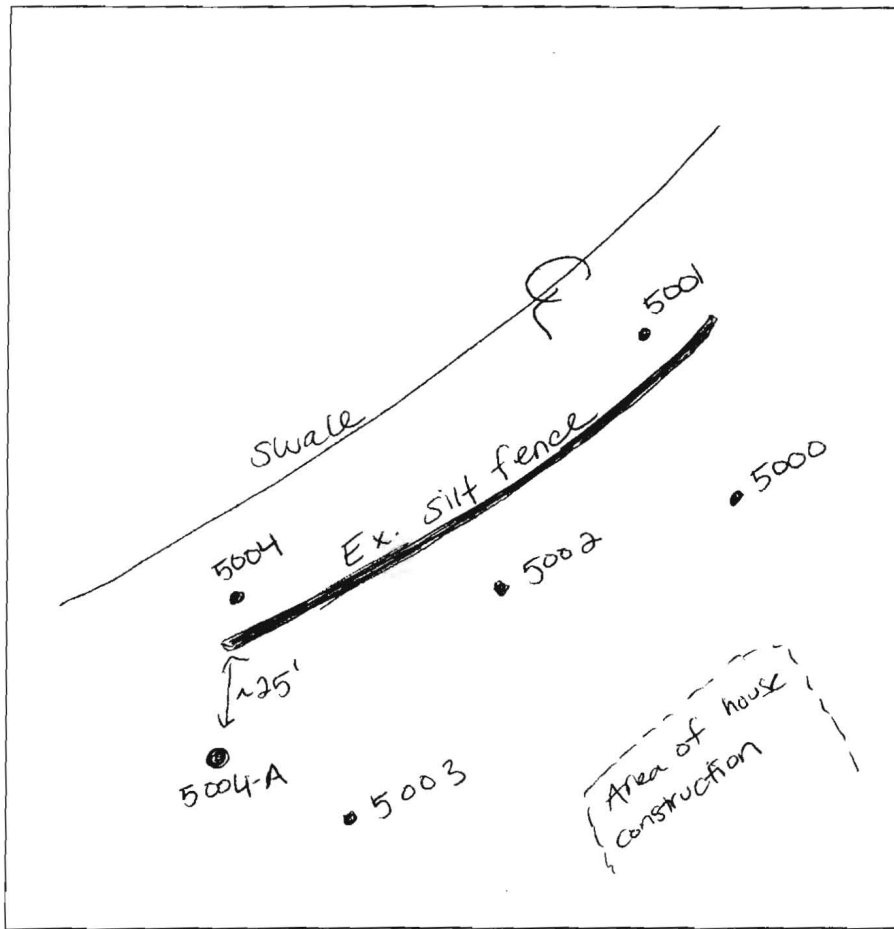 5001
Swale
Ex. silt fence
5000
5004
5002
~25'
5004-A
5003
Area of house
construction